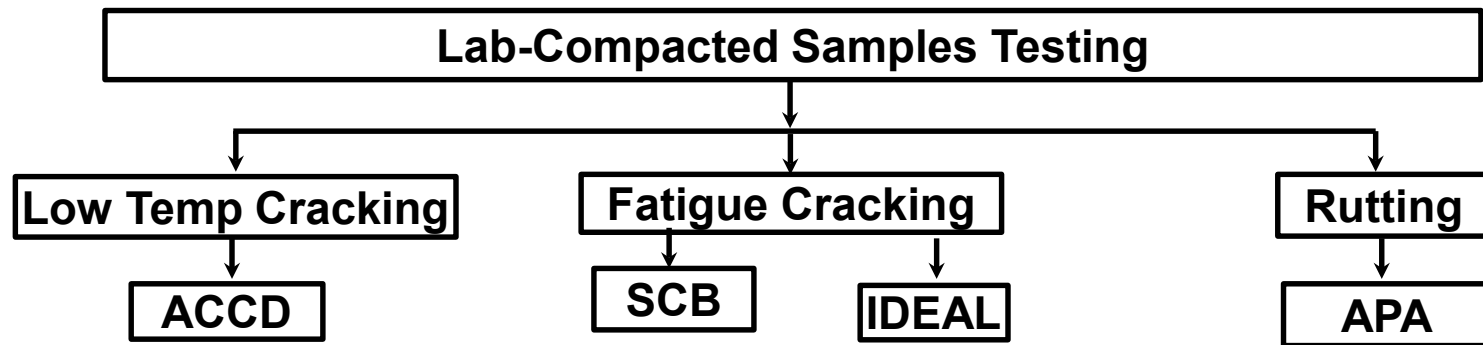 Lab-Compacted Samples Testing
Low Temp Cracking
Fatigue Cracking
Rutting
ACCD
SCB
IDEAL
APA